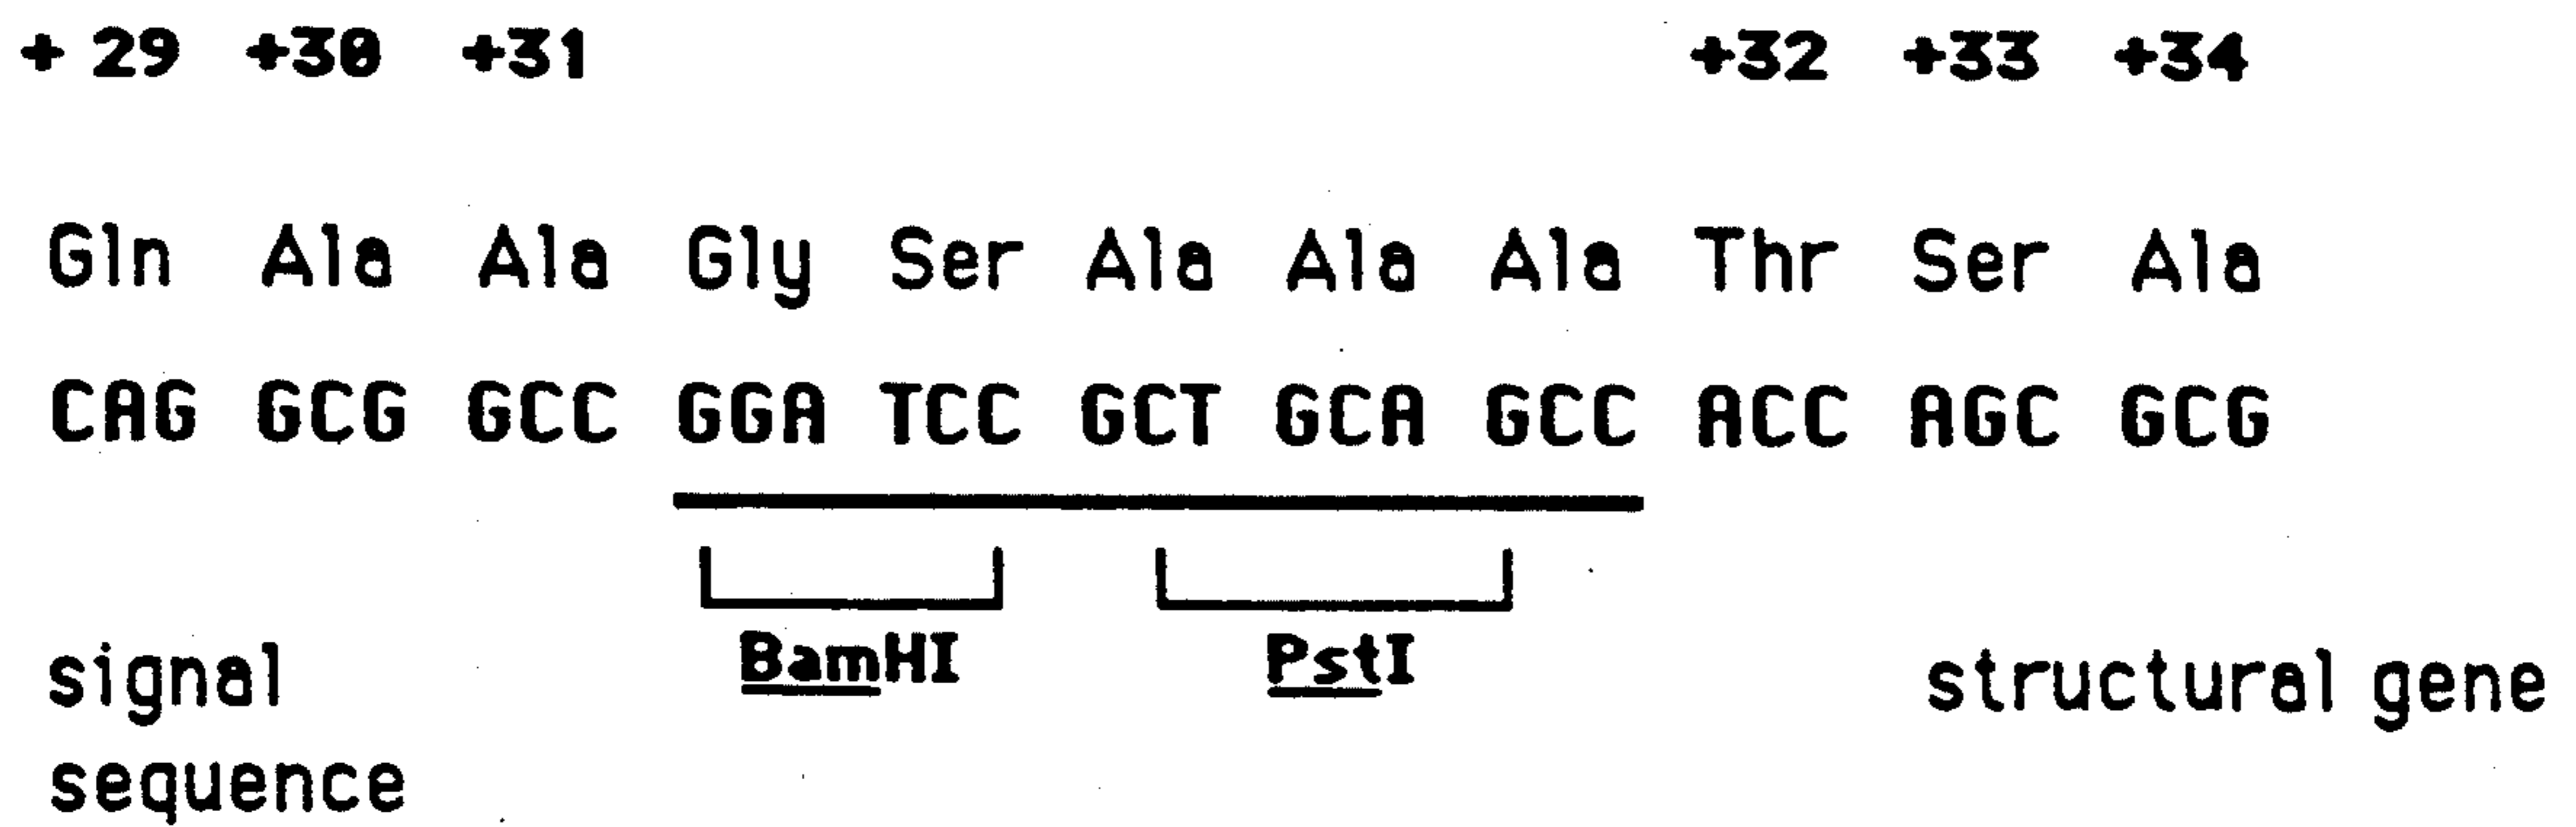 + 29 +30 +31 +32 +33 +34
Gln Ala Ala Gly Ser Ala Ala Ala Thr Ser Ala
CAG GCG GCC GGA TCC GCT GCA GCC ACC AGC GCG
BamHI PstI
signal structural gene
sequence